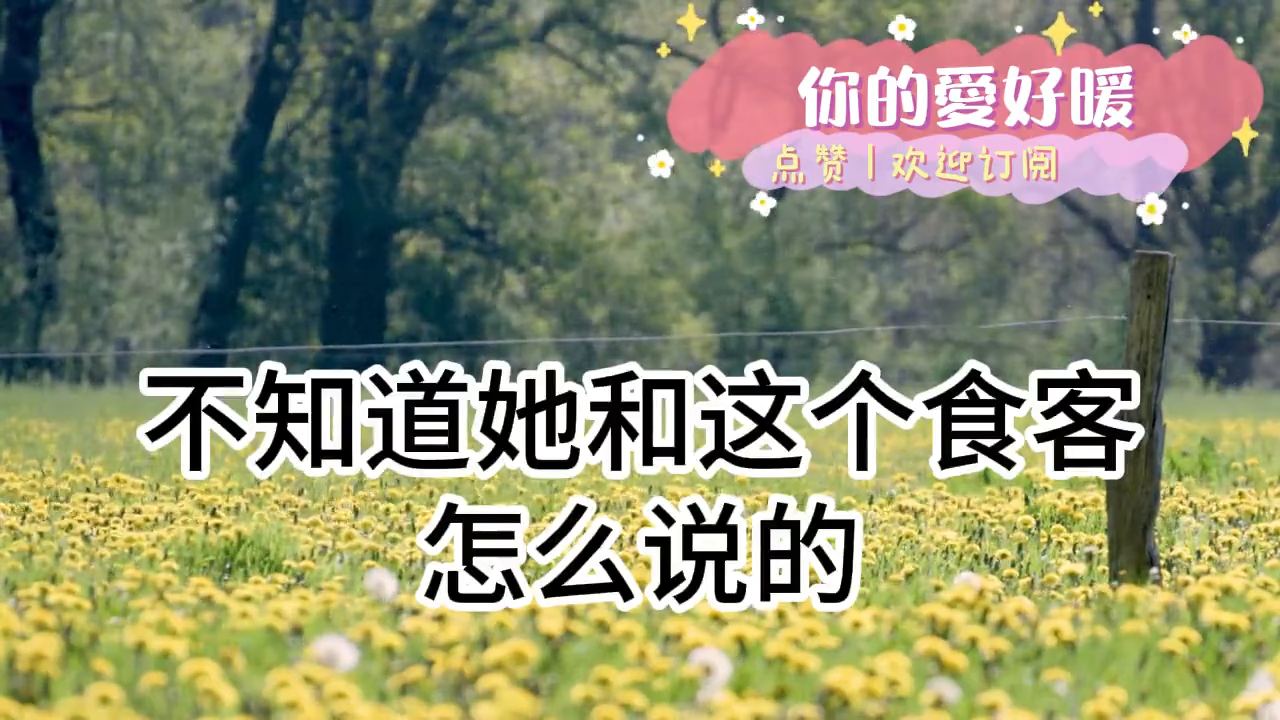 你的愛好暖
点赞|欢迎订阅
不知道她和这个食客
怎么说的